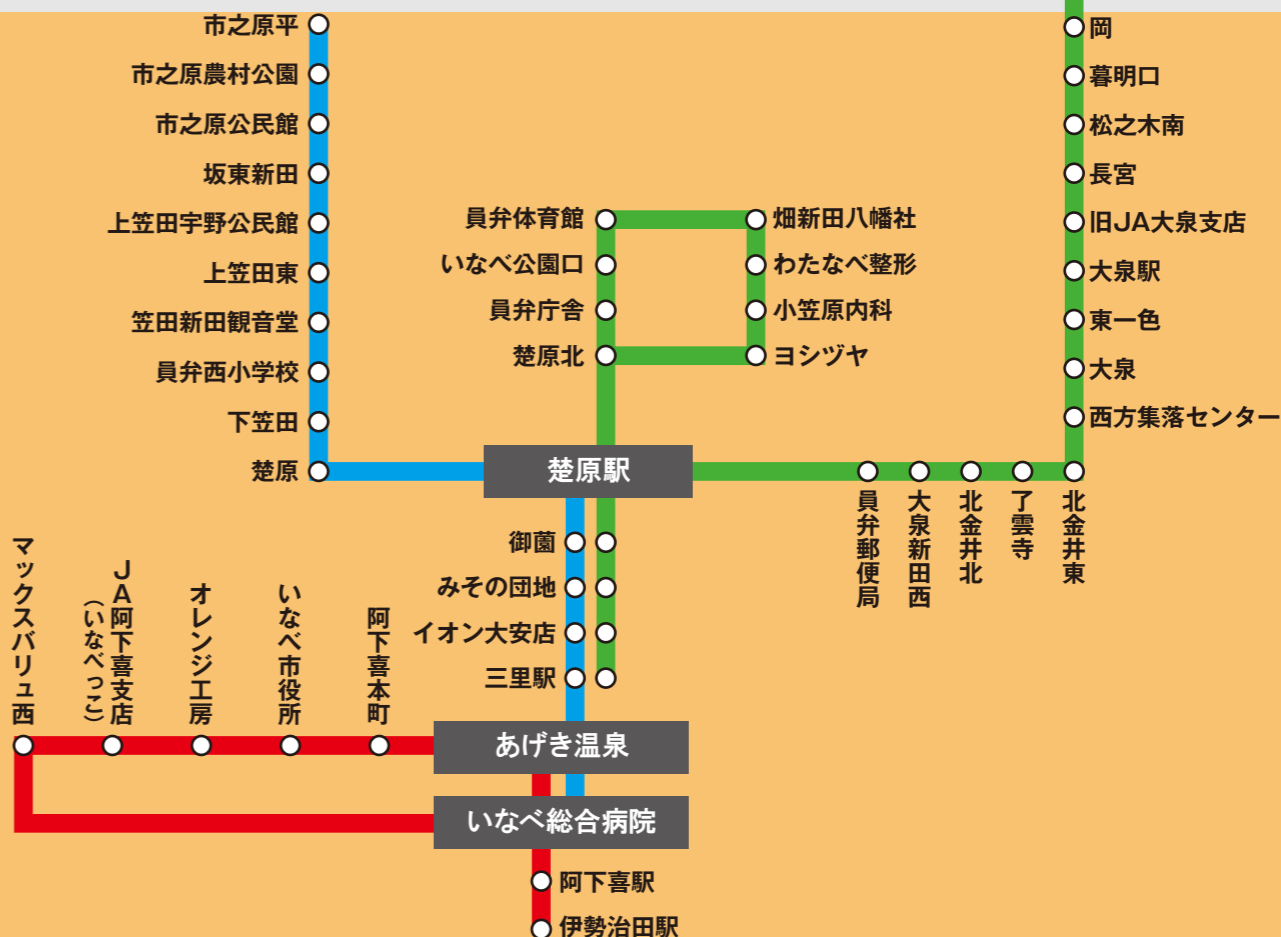 市之原平
市之原農村公園
市之原公民館
坂東新田
上笠田宇野公民館
上笠田東
笠田新田観音堂
員弁西小学校
下笠田
楚原
員弁体育館
いなべ公園口
員弁庁舎
楚原北
畑新田八幡社
わたなべ整形
小笠原内科
ヨシヅヤ
岡
暮明口
松之木南
長宮
旧JA大泉支店
大泉駅
東一色
大泉
西方集落センター
楚原駅
員弁郵便局
大泉新田西
北金井北
了雲寺
北金井東
御薗
みその団地
イオン大安店
三里駅
マックスバリュ西
JA阿下喜支店
（いなべっこ）
オレンジ工房
いなべ市役所
阿下喜本町
あげき温泉
いなべ総合病院
阿下喜駅
伊勢治田駅